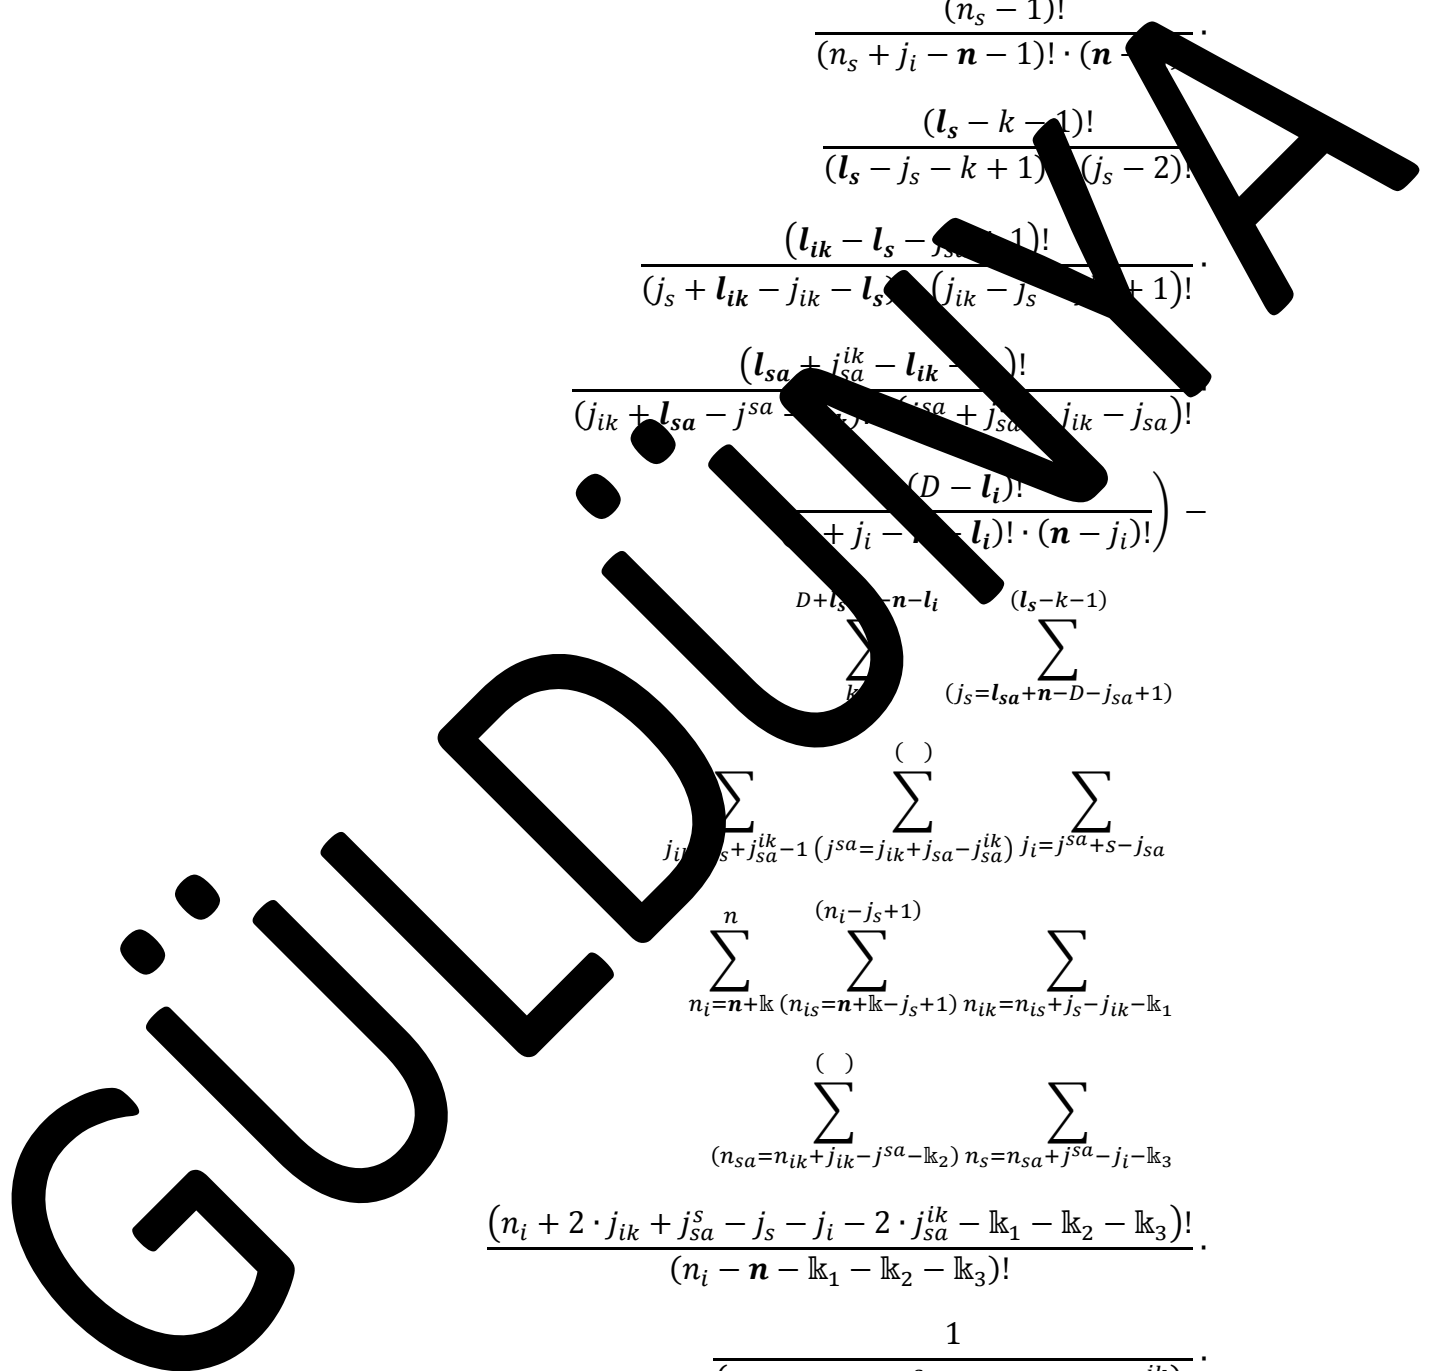 (n_s − 1)!
(n_s + j_i − n − 1)! · (n − ·
(l_s − k − 1)!
(l_s − j_s − k + 1) (j_s − 2)!
(l_ik − l_s − 1)!
(j_s + l_ik − j_ik − l_s) (j_ik − j_s + 1)! ·
(l_sa + j_sa^ik − l_ik )!
(j_ik + l_sa − j^sa + j_ik − j_sa)!
(D − l_i)!
+ j_i − l_i)! · (n − j_i)!) −
D+l_s −n−l_i (l_s−k−1)
∑ ∑
k (j_s=l_sa+n−D−j_sa+1)
( )
∑ ∑ ∑
+j_sa^ik−1 (j^sa=j_ik+j_sa−j_sa^ik) j_i=j^sa+s−j_sa
n (n_i−j_s+1)
∑ ∑ ∑
n_i=n+𝕜 (n_is=n+𝕜−j_s+1) n_ik=n_is+j_s−j_ik−𝕜_1
( )
∑ ∑
(n_sa=n_ik+j_ik−j^sa−𝕜_2) n_s=n_sa+j^sa−j_i−𝕜_3
(n_i + 2 · j_ik + j_sa^s − j_s − j_i − 2 · j_sa^ik − 𝕜_1 − 𝕜_2 − 𝕜_3)!
(n_i − n − 𝕜_1 − 𝕜_2 − 𝕜_3)! ·
1
GÜLDÜNYA